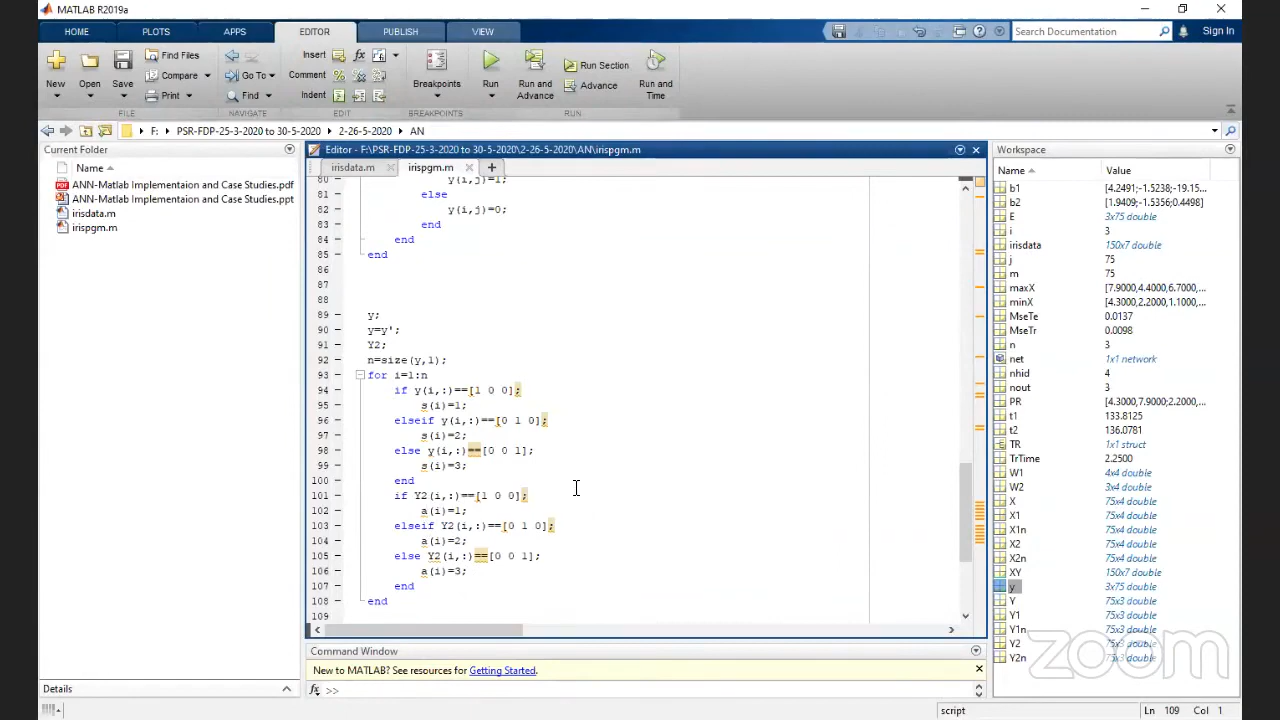 MATLAB R2019a
HOME PLOTS APPS EDITOR PUBLISH VIEW Search Documentation Sign In
New Open Save Find Files Compare Print Go To Find Insert Comment Indent Breakpoints Run Run and Advance Run Section Advance Run and Time
FILE NAVIGATE EDIT BREAKPOINTS RUN
F: PSR-FDP-25-3-2020 to 30-5-2020 2-26-5-2020 AN
Current Folder
Name
ANN-Matlab Implementaion and Case Studies.pdf
ANN-Matlab Implementaion and Case Studies.ppt
irisdata.m
irispgm.m
Details
Editor - F:\PSR-FDP-25-3-2020 to 30-5-2020\2-26-5-2020\AN\irispgm.m
irisdata.m irispgm.m
80 y(i,j)=1;
81 else
82 y(i,j)=0;
83 end
84 end
85 end
86
87
88
89 y;
90 y=y';
91 Y2;
92 n=size(y,1);
93 for i=1:n
94 if y(i,:)==[1 0 0];
95 s(i)=1;
96 elseif y(i,:)==[0 1 0];
97 s(i)=2;
98 else y(i,:)==[0 0 1];
99 s(i)=3;
100 end
101 if Y2(i,:)==[1 0 0];
102 a(i)=1;
103 elseif Y2(i,:)==[0 1 0];
104 a(i)=2;
105 else Y2(i,:)==[0 0 1];
106 a(i)=3;
107 end
108 end
109
Command Window
New to MATLAB? See resources for Getting Started.
fx >>
Workspace
Name Value
b1 [4.2491;-1.5238;-19.15...
b2 [1.9409;-1.5356;0.4498]
E 3x75 double
i 3
irisdata 150x7 double
j 75
m 75
maxX [7.9000,4.4000,6.7000,...
minX [4.3000,2.2000,1.1000,...
MseTe 0.0137
MseTr 0.0098
n 3
net 1x1 network
nhid 4
nout 3
PR [4.3000,7.9000;2.2000,...
t1 133.8125
t2 136.0781
TR 1x1 struct
TrTime 2.2500
W1 4x4 double
W2 3x4 double
X 75x4 double
X1 75x4 double
X1n 75x4 double
X2 75x4 double
X2n 75x4 double
XY 150x7 double
y 3x75 double
Y 75x3 double
Y1 75x3 double
Y1n 75x3 double
Y2 75x3 double
Y2n 75x3 double
zoom
script Ln 109 Col 1